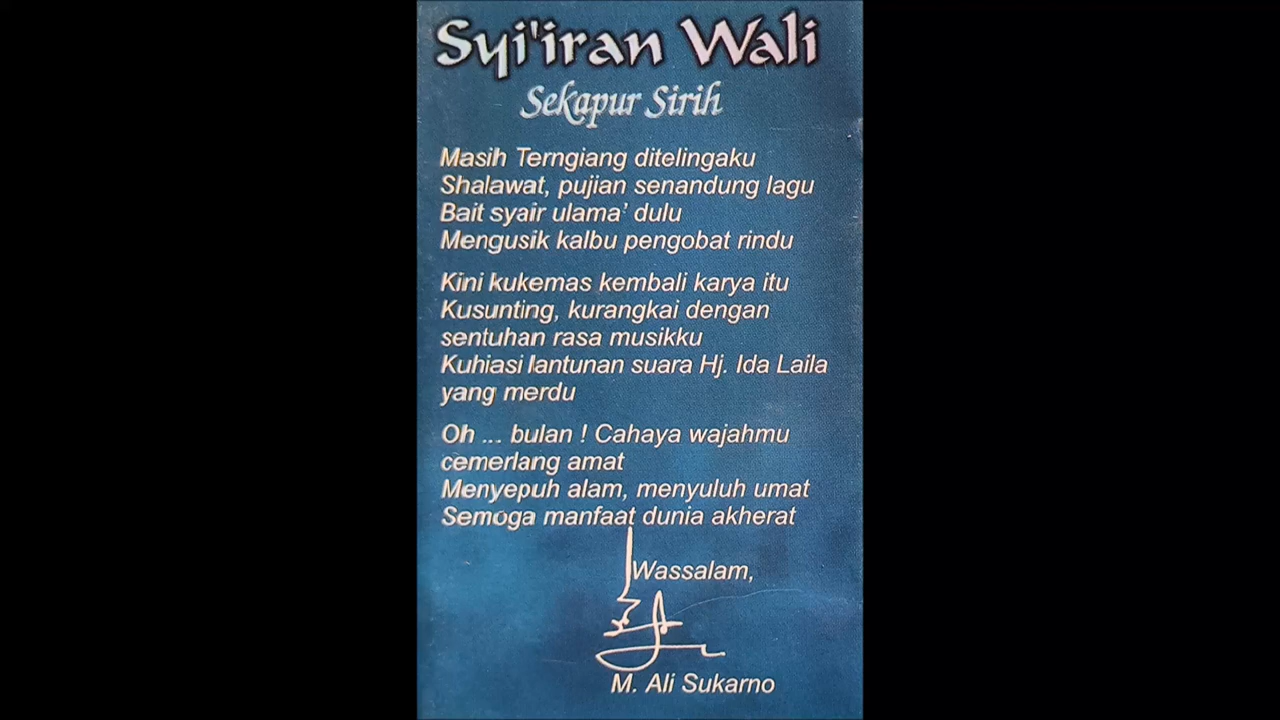 Syi'iran Wali
Sekapur Sirih
Masih Terngiang ditelingaku
Shalawat, pujian senandung lagu
Bait syair ulama' dulu
Mengusik kalbu pengobat rindu
Kini kukemas kembali karya itu
Kusunting, kurangkai dengan
sentuhan rasa musikku
Kuhiasi lantunan suara Hj. Ida Laila
yang merdu
Oh ... bulan ! Cahaya wajahmu
cemerlang amat
Menyepuh alam, menyuluh umat
Semoga manfaat dunia akherat
Wassalam,
M. Ali Sukarno